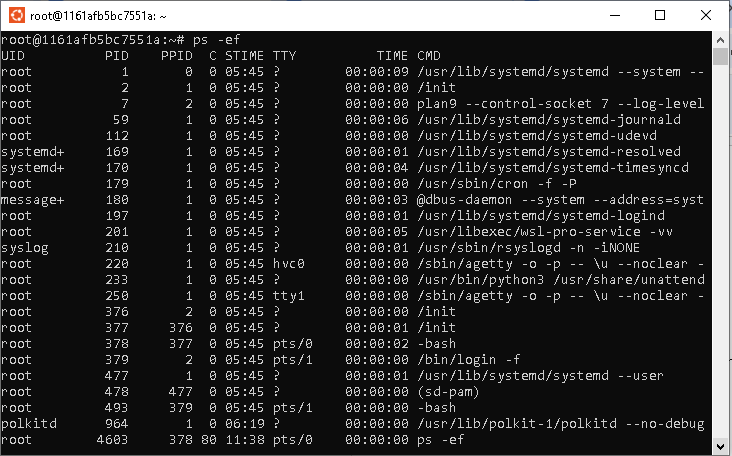 root@1161afb5bc7551a: ~
root@1161afb5bc7551a:~# ps -ef
UID          PID    PPID  C STIME TTY          TIME CMD
root           1       0  0 05:45 ?        00:00:09 /usr/lib/systemd/systemd --system --
root           2       1  0 05:45 ?        00:00:00 /init
root           7       2  0 05:45 ?        00:00:00 plan9 --control-socket 7 --log-level
root          59       1  0 05:45 ?        00:00:06 /usr/lib/systemd/systemd-journald
root         112       1  0 05:45 ?        00:00:00 /usr/lib/systemd/systemd-udevd
systemd+     169       1  0 05:45 ?        00:00:01 /usr/lib/systemd/systemd-resolved
systemd+     170       1  0 05:45 ?        00:00:04 /usr/lib/systemd/systemd-timesyncd
root         179       1  0 05:45 ?        00:00:00 /usr/sbin/cron -f -P
message+     180       1  0 05:45 ?        00:00:03 @dbus-daemon --system --address=syst
root         197       1  0 05:45 ?        00:00:01 /usr/lib/systemd/systemd-logind
root         201       1  0 05:45 ?        00:00:05 /usr/libexec/wsl-pro-service -vv
syslog       210       1  0 05:45 ?        00:00:01 /usr/sbin/rsyslogd -n -iNONE
root         220       1  0 05:45 hvc0     00:00:00 /sbin/agetty -o -p -- \u --noclear -
root         233       1  0 05:45 ?        00:00:00 /usr/bin/python3 /usr/share/unattend
root         250       1  0 05:45 tty1     00:00:00 /sbin/agetty -o -p -- \u --noclear -
root         376       2  0 05:45 ?        00:00:00 /init
root         377     376  0 05:45 ?        00:00:01 /init
root         378     377  0 05:45 pts/0    00:00:02 -bash
root         379       2  0 05:45 pts/1    00:00:00 /bin/login -f
root         477       1  0 05:45 ?        00:00:01 /usr/lib/systemd/systemd --user
root         478     477  0 05:45 ?        00:00:00 (sd-pam)
root         493     379  0 05:45 pts/1    00:00:00 -bash
polkitd      964       1  0 06:19 ?        00:00:00 /usr/lib/polkit-1/polkitd --no-debug
root        4603     378 80 11:38 pts/0    00:00:00 ps -ef